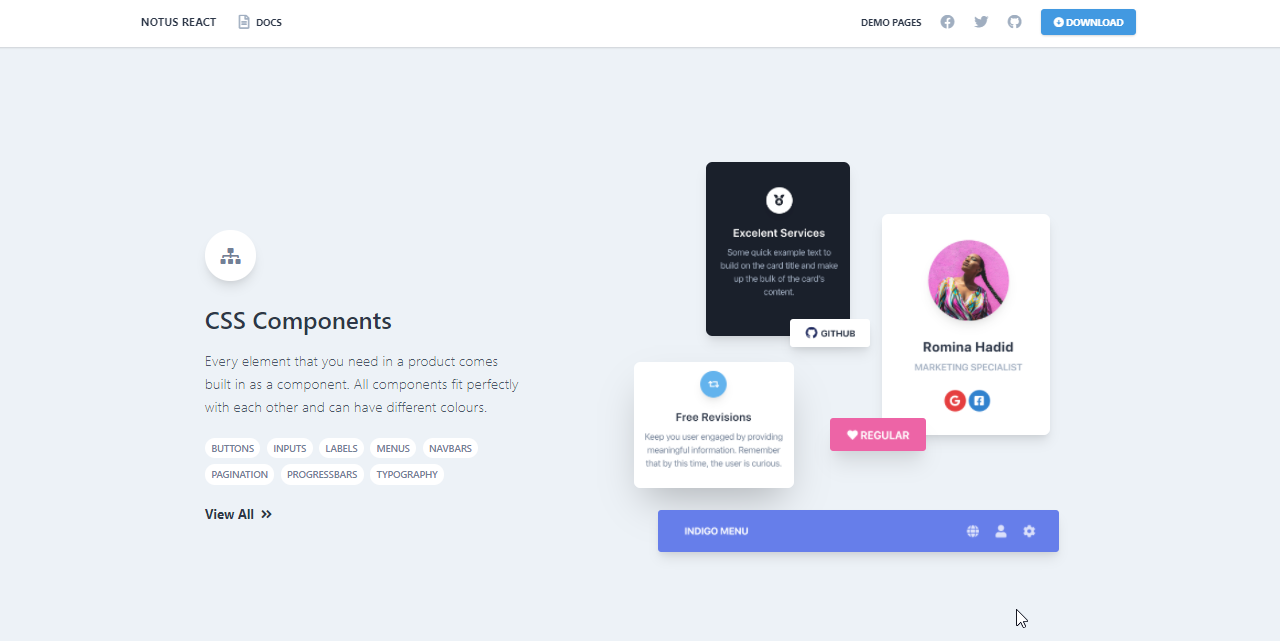 NOTUS REACT
DOCS
DEMO PAGES
DOWNLOAD
CSS Components
Every element that you need in a product comes
built in as a component. All components fit perfectly
with each other and can have different colours.
BUTTONS INPUTS LABELS MENUS NAVBARS
PAGINATION PROGRESSBARS TYPOGRAPHY
View All
Excelent Services
Some quick example text to
build on the card title and make
up the bulk of the card's
content.
GITHUB
Romina Hadid
MARKETING SPECIALIST
Free Revisions
Keep you user engaged by providing
meaningful information. Remember
that by this time, the user is curious.
REGULAR
INDIGO MENU